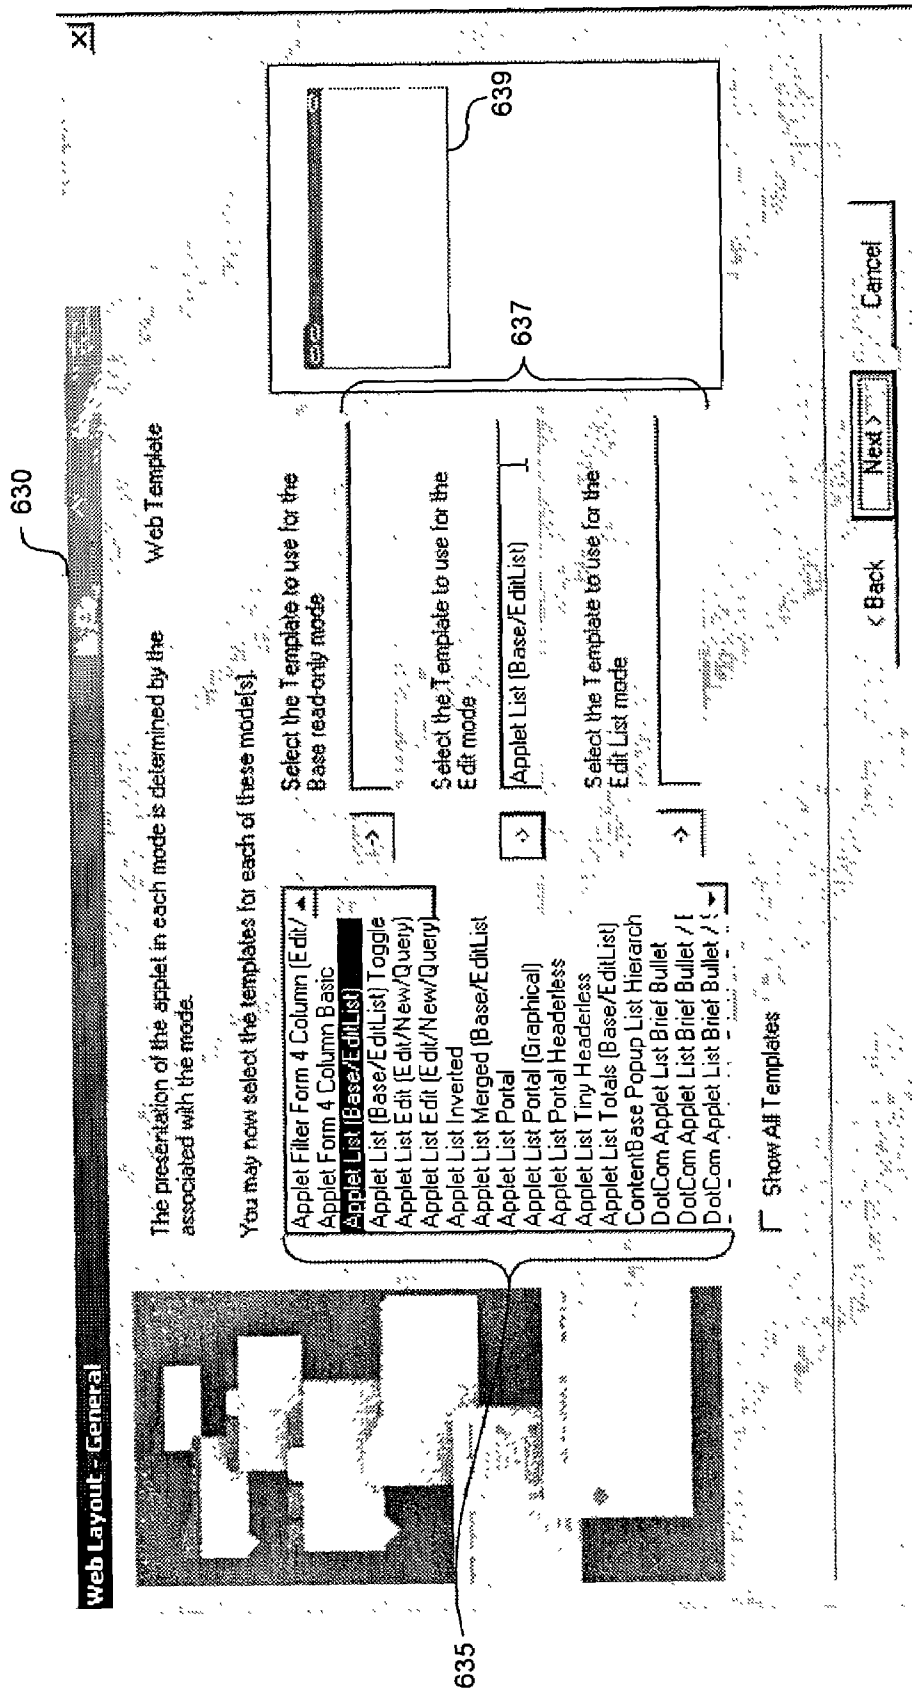 630
Web Layout - General
The presentation of the applet in each mode is determined by the Web Template
associated with the mode.
You may now select the templates for each of these mode(s).
Applet Filter Form 4 Column (Edit/
Applet Form 4 Column Basic
Applet List (Base/EditList)
Applet List (Base/EditList) Toggle
Applet List Edit (Edit/New/Query)
Applet List Edit (Edit/New/Query)
Applet List Inverted
Applet List Merged (Base/EditList
Applet List Portal
Applet List Portal (Graphical)
Applet List Portal Headerless
Applet List Tiny Headerless
Applet List Totals (Base/EditList)
ContentBase Popup List Hierarch
DotCom Applet List Brief Bullet
DotCom Applet List Brief Bullet / [
DotCom Applet List Brief Bullet / S
Show All Templates
635
Select the Template to use for the
Base read-only mode
->
Select the Template to use for the
Edit mode
->
Applet List (Base/EditList)
Select the Template to use for the
Edit List mode
->
637
639
< Back
Next >
Cancel